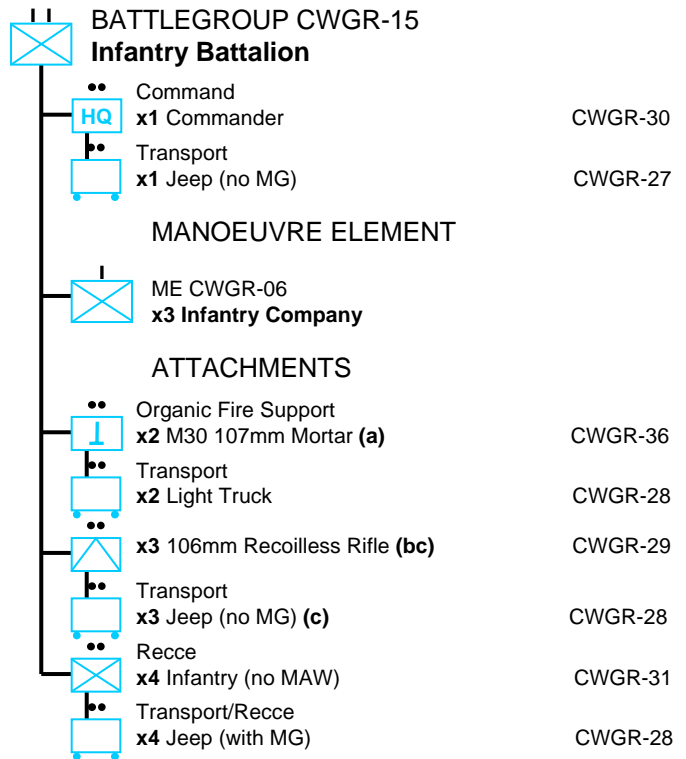 BATTLEGROUP CWGR-15
Infantry Battalion
Command
HQ x1 Commander CWGR-30
Transport
x1 Jeep (no MG) CWGR-27
MANOEUVRE ELEMENT
ME CWGR-06
x3 Infantry Company
ATTACHMENTS
Organic Fire Support
x2 M30 107mm Mortar (a) CWGR-36
Transport
x2 Light Truck CWGR-28
x3 106mm Recoilless Rifle (bc) CWGR-29
Transport
x3 Jeep (no MG) (c) CWGR-28
Recce
x4 Infantry (no MAW) CWGR-31
Transport/Recce
x4 Jeep (with MG) CWGR-28